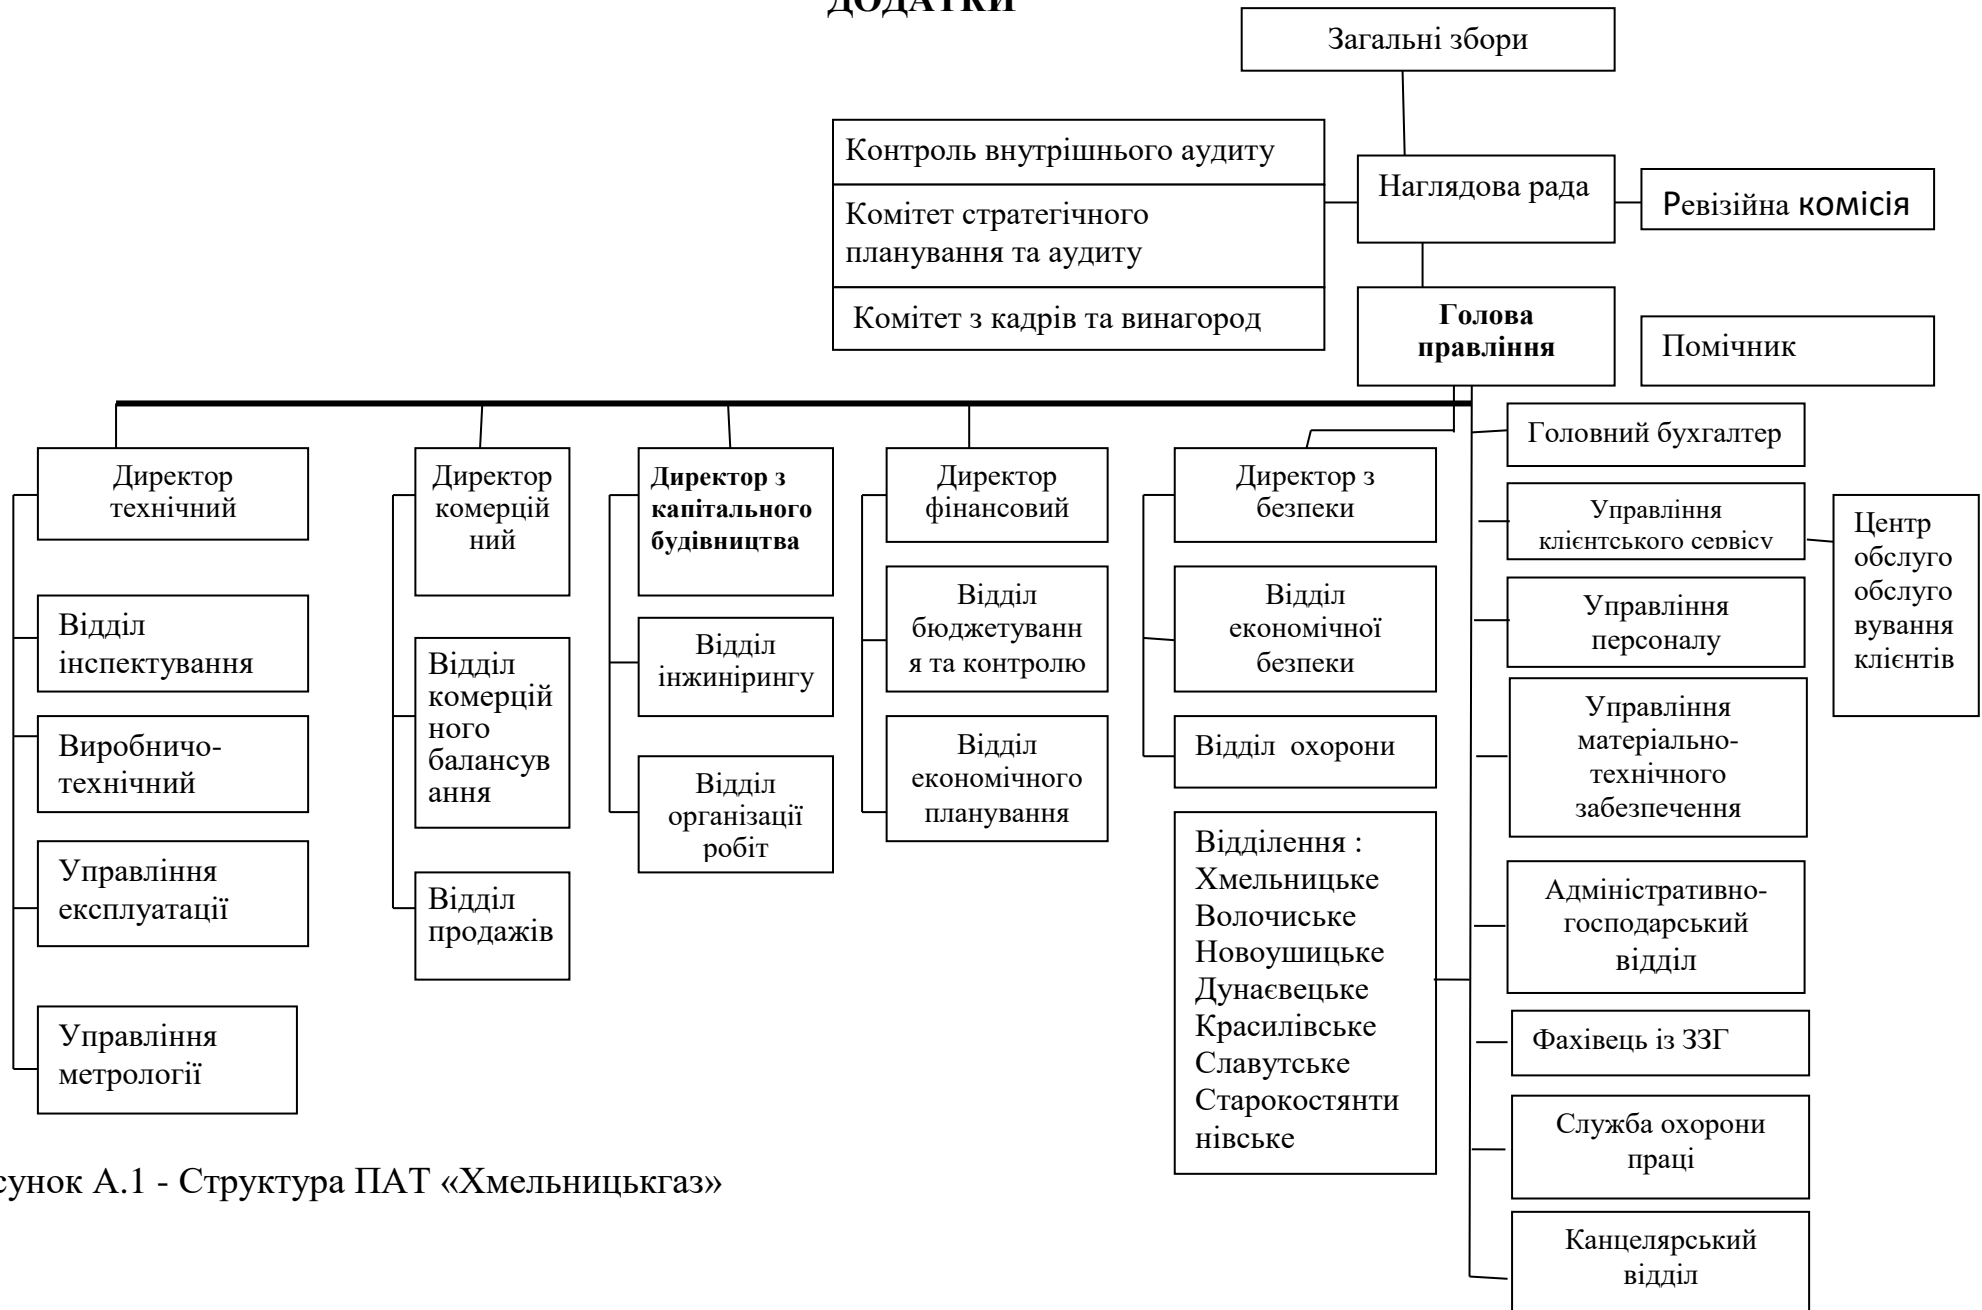 ДОДАТКИ
Загальні збори
Контроль внутрішнього аудиту
Комітет стратегічного
планування та аудиту
Комітет з кадрів та винагород
Наглядова рада
Ревізійна комісія
Голова
правління
Помічник
Директор
технічний
Відділ
інспектування
Виробничо-
технічний
Управління
експлуатації
Управління
метрології
Директор
комерцій
ний
Відділ
комерцій
ного
балансув
ання
Відділ
продажів
Директор з
капітального
будівництва
Відділ
інжинірингу
Відділ
організації
робіт
Директор
фінансовий
Відділ
бюджетуванн
я та контролю
Відділ
економічного
планування
Директор з
безпеки
Відділ
економічної
безпеки
Відділ охорони
Відділення :
Хмельницьке
Волочиське
Новоушицьке
Дунаєвецьке
Красилівське
Славутське
Старокостянти
нівське
Головний бухгалтер
Управління
клієнтського сервісу
Центр
обслуго
обслуго
вування
клієнтів
Управління
персоналу
Управління
матеріально-
технічного
забезпечення
Адміністративно-
господарський
відділ
Фахівець із ЗЗГ
Служба охорони
праці
Канцелярський
відділ
сунок А.1 - Структура ПАТ «Хмельницькгаз»